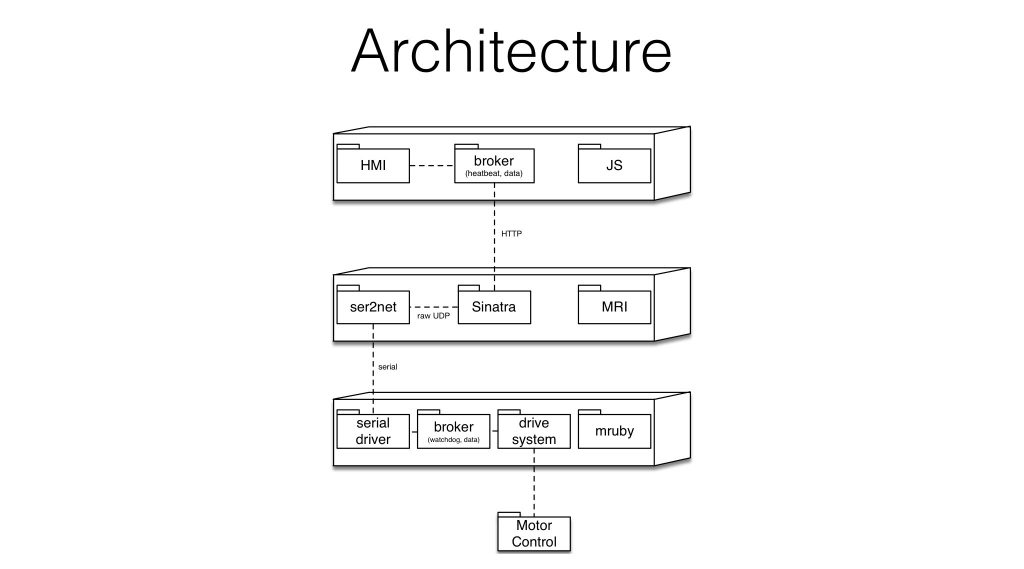 Architecture
HMI
broker
(heatbeat, data)
JS
HTTP
ser2net
raw UDP
Sinatra
MRI
serial
serial
driver
broker
(watchdog, data)
drive
system
mruby
Motor
Control